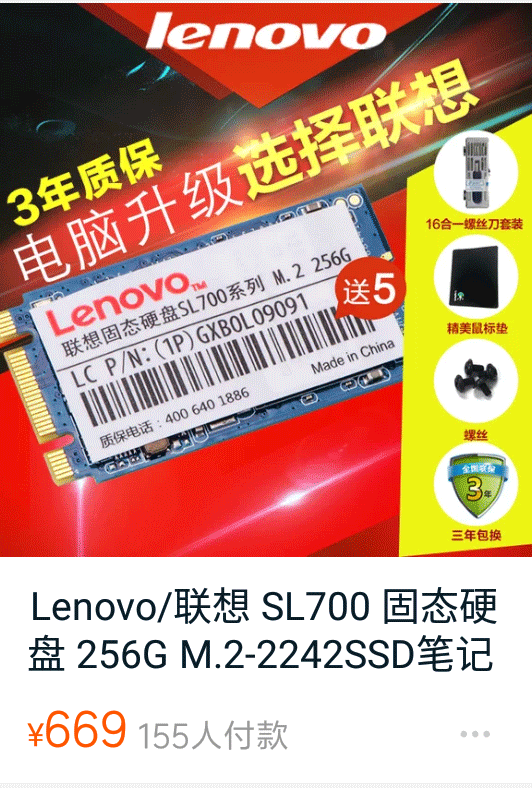 lenovo
3年质保
电脑升级选择联想
Lenovo™
联想固态硬盘SL700系列 M.2 256G
LC P/N:(1P)GXB0L09091
Made in China
质保电话：400 640 1886
送5
16合一螺丝刀套装
精美鼠标垫
螺丝
全国联保
3年
三年包换
Lenovo/联想 SL700 固态硬
盘 256G M.2-2242SSD笔记
¥669 155人付款